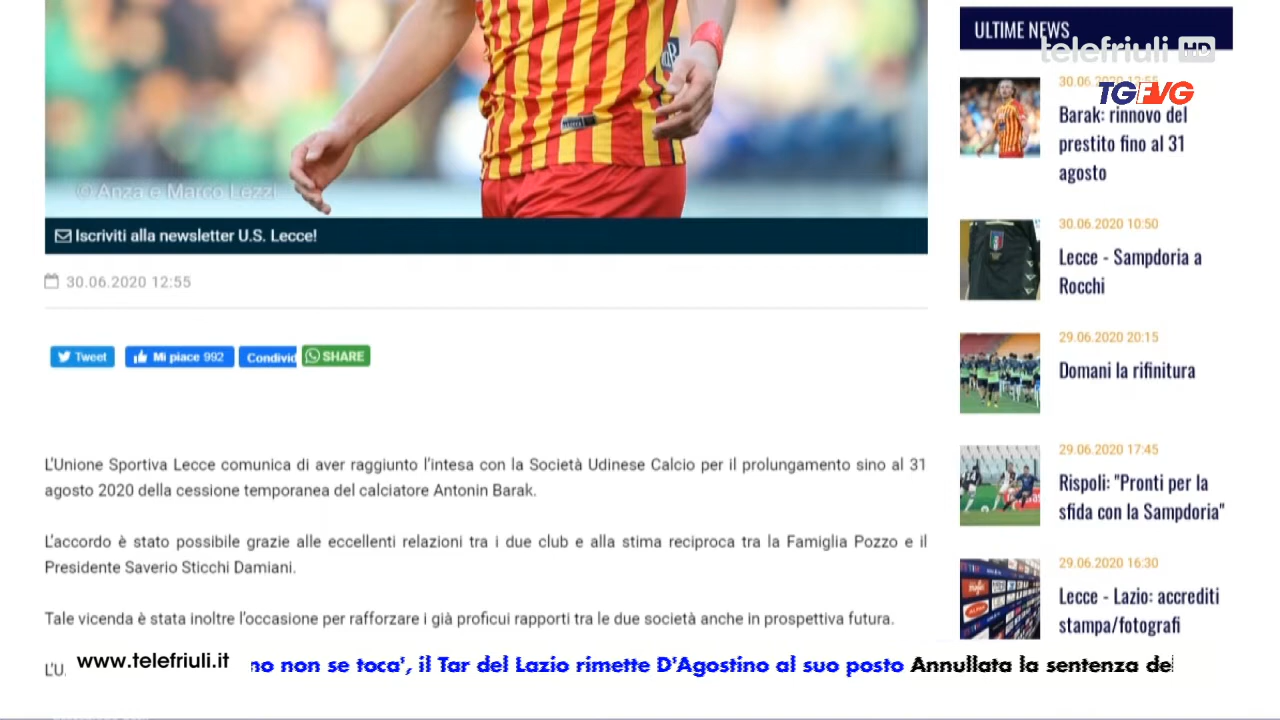 © Anza e Marco Lezzi
Iscriviti alla newsletter U.S. Lecce!
30.06.2020 12:55
Tweet
Mi piace 992
Condivid
SHARE
L'Unione Sportiva Lecce comunica di aver raggiunto l'intesa con la Società Udinese Calcio per il prolungamento sino al 31
agosto 2020 della cessione temporanea del calciatore Antonin Barak.
L'accordo è stato possibile grazie alle eccellenti relazioni tra i due club e alla stima reciproca tra la Famiglia Pozzo e il
Presidente Saverio Sticchi Damiani.
Tale vicenda è stata inoltre l'occasione per rafforzare i già proficui rapporti tra le due società anche in prospettiva futura.
L'U.
ULTIME NEWS
telefriuli HD
30.06.2020 12:55
TGFVG
Barak: rinnovo del
prestito fino al 31
agosto
30.06.2020 10:50
Lecce - Sampdoria a
Rocchi
29.06.2020 20:15
Domani la rifinitura
29.06.2020 17:45
Rispoli: "Pronti per la
sfida con la Sampdoria"
29.06.2020 16:30
Lecce - Lazio: accrediti
stampa/fotografi
www.telefriuli.it
no non se toca', il Tar del Lazio rimette D'Agostino al suo posto Annullata la sentenza de